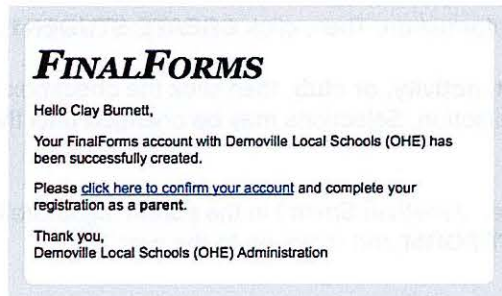 FINALFORMS
Hello Clay Burnett,
Your FinalForms account with Demoville Local Schools (OHE) has
been successfully created.
Please click here to confirm your account and complete your
registration as a parent.
Thank you,
Demoville Local Schools (OHE) Administration